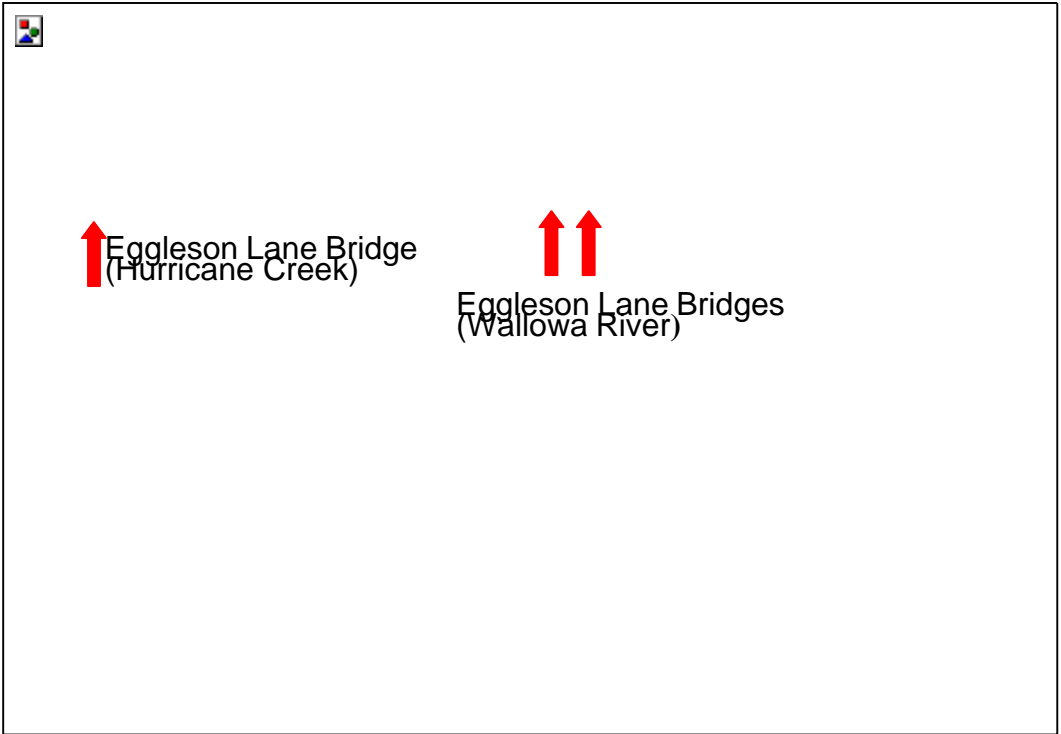 Eggleson Lane Bridge
(Hurricane Creek)
Eggleson Lane Bridges
(Wallowa River)